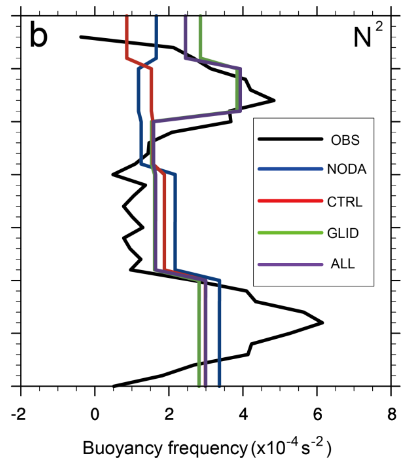 b
N²
OBS
NODA
CTRL
GLID
ALL
-2 0 2 4 6 8
Buoyancy frequency (x10⁻⁴ s⁻²)